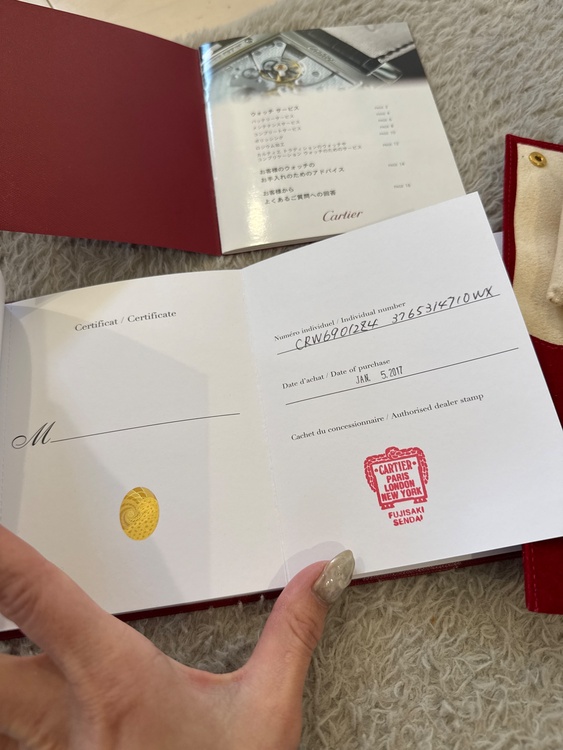 ウォッチ サービス
お客様のウォッチの
お手入れのためのアドバイス
お客様から
よくあるご質問への回答
Cartier
Certificat / Certificate
M
Numéro individuel / Individual number
CRW6901284 3765314710WX
Date d'achat / Date of purchase
JAN. 5.2017
Cachet du concessionnaire / Authorised dealer stamp
CARTIER
PARIS
LONDON
NEW YORK
FUJISAKI
SENDAI